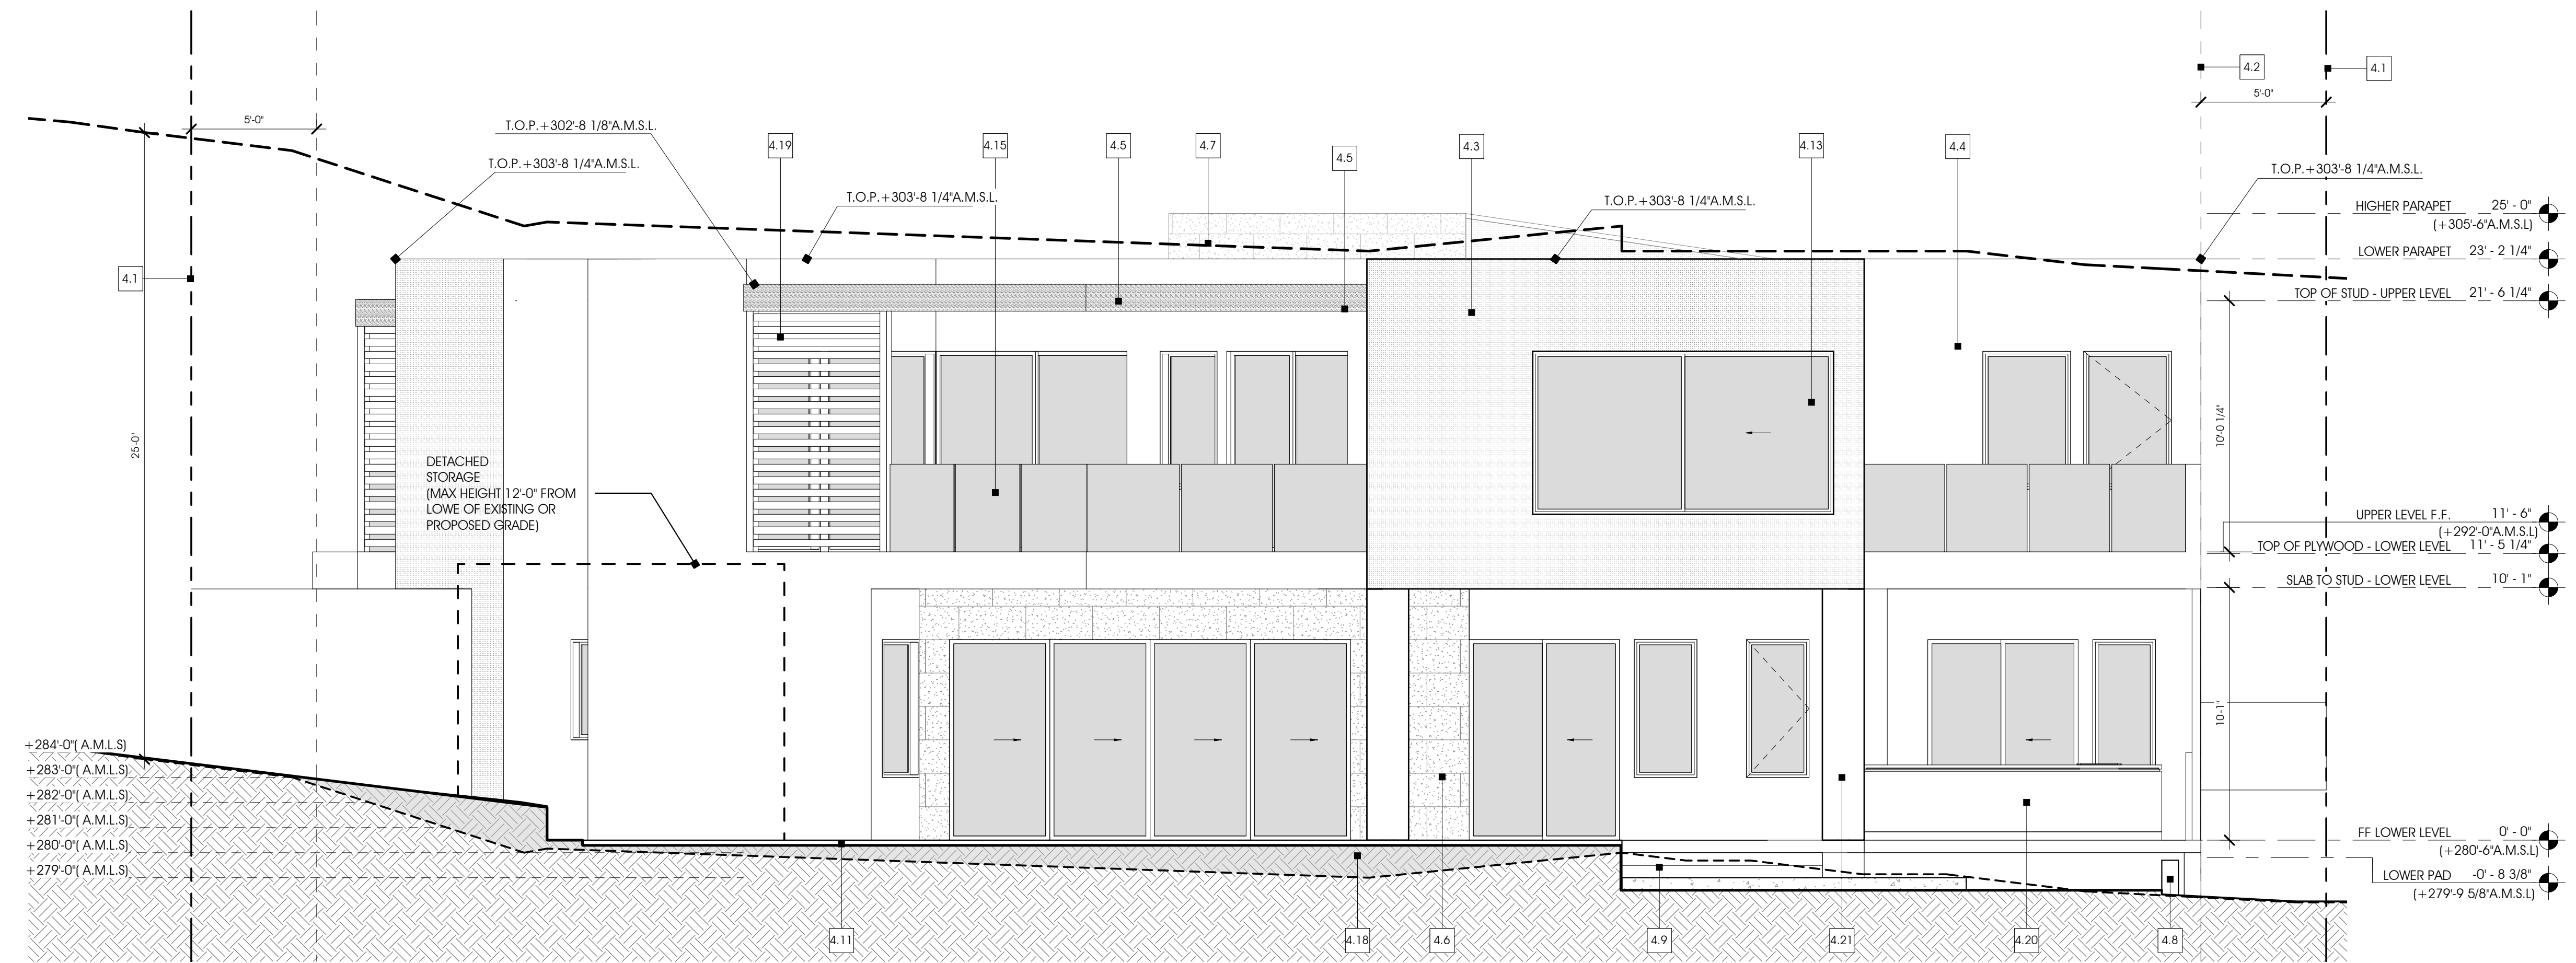 4.2
4.1
5'-0"
5'-0"
T.O.P.+302'-8 1/8"A.M.S.L.
4.19
4.15
4.5
4.7
4.5
4.3
4.13
4.4
T.O.P.+303'-8 1/4"A.M.S.L.
T.O.P.+303'-8 1/4"A.M.S.L.
T.O.P.+303'-8 1/4"A.M.S.L.
T.O.P.+303'-8 1/4"A.M.S.L.
HIGHER PARAPET 25' - 0"
(+305'-6"A.M.S.L)
LOWER PARAPET 23' - 2 1/4"
4.1
TOP OF STUD - UPPER LEVEL 21' - 6 1/4"
25'-0"
10'-0 1/4"
DETACHED
STORAGE
(MAX HEIGHT 12'-0" FROM
LOWE OF EXISTING OR
PROPOSED GRADE)
UPPER LEVEL F.F. 11' - 6"
(+292'-0"A.M.S.L)
TOP OF PLYWOOD - LOWER LEVEL 11' - 5 1/4"
SLAB TO STUD - LOWER LEVEL 10' - 1"
10'-1"
+284'-0"( A.M.L.S)
+283'-0"( A.M.L.S)
+282'-0"( A.M.L.S)
+281'-0"( A.M.L.S)
+280'-0"( A.M.L.S)
+279'-0"( A.M.L.S)
FF LOWER LEVEL 0' - 0"
(+280'-6"A.M.S.L)
LOWER PAD -0' - 8 3/8"
(+279'-9 5/8"A.M.S.L)
4.11
4.18
4.6
4.9
4.21
4.20
4.8